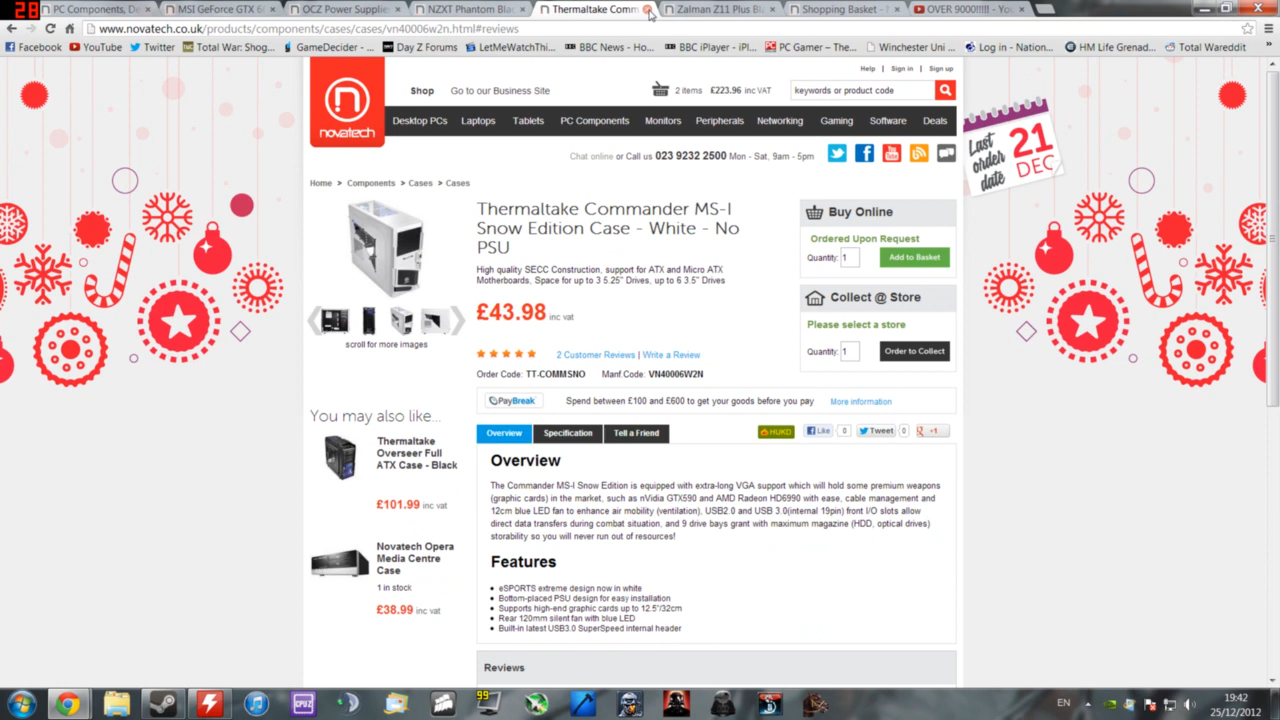 28
PC Components, De
MSI GeForce GTX 6
OCZ Power Supplie
NZXT Phantom Bla
Thermaltake Comm
Zalman Z11 Plus Bl
Shopping Basket - N
OVER 9000!!!! - Yo
www.novatech.co.uk/products/components/cases/cases/vn40006w2n.html#reviews
Facebook
YouTube
Twitter
Total War: Shog...
GameDecider - ...
Day Z Forums
LetMeWatchThi...
BBC News - Ho...
BBC iPlayer - iPl...
PC Gamer – The...
Winchester Uni ...
Log in - Nation...
HM Life Grenad...
Total Wareddit
»
novatech
Help | Sign in | Sign up
Shop
Go to our Business Site
2 items £223.96 inc VAT
keywords or product code
Desktop PCs Laptops Tablets PC Components Monitors Peripherals Networking Gaming Software Deals
Chat online or Call us 023 9232 2500 Mon - Sat, 9am - 5pm
Last order date 21 DEC
Home > Components > Cases > Cases
Thermaltake Commander MS-I
Snow Edition Case - White - No
PSU
High quality SECC Construction, support for ATX and Micro ATX
Motherboards, Space for up to 3 5.25" Drives, up to 6 3.5" Drives
£43.98 inc vat
scroll for more images
2 Customer Reviews | Write a Review
Order Code: TT-COMMSNO Manf.Code: VN40006W2N
Buy Online
Ordered Upon Request
Quantity: 1 Add to Basket
Collect @ Store
Please select a store
Quantity: 1 Order to Collect
PayBreak Spend between £100 and £600 to get your goods before you pay More information
You may also like...
Thermaltake
Overseer Full
ATX Case - Black
£101.99 inc vat
Novatech Opera
Media Centre
Case
1 in stock
£38.99 inc vat
Overview Specification Tell a Friend
HUKD Like 0 Tweet 0 +1
Overview
The Commander MS-I Snow Edition is equipped with extra-long VGA support which will hold some premium weapons
(graphic cards) in the market, such as nVidia GTX590 and AMD Radeon HD6990 with ease, cable management and
12cm blue LED fan to enhance air mobility (ventilation), USB2.0 and USB 3.0(internal 19pin) front I/O slots allow
direct data transfers during combat situation, and 9 drive bays grant with maximum magazine (HDD, optical drives)
storability so you will never run out of resources!
Features
eSPORTS extreme design now in white
Bottom-placed PSU design for easy installation
Supports high-end graphic cards up to 12.5"/32cm
Rear 120mm silent fan with blue LED
Built-in latest USB3.0 SuperSpeed internal header
Reviews
CPU Z
99
EN
19:42
25/12/2012